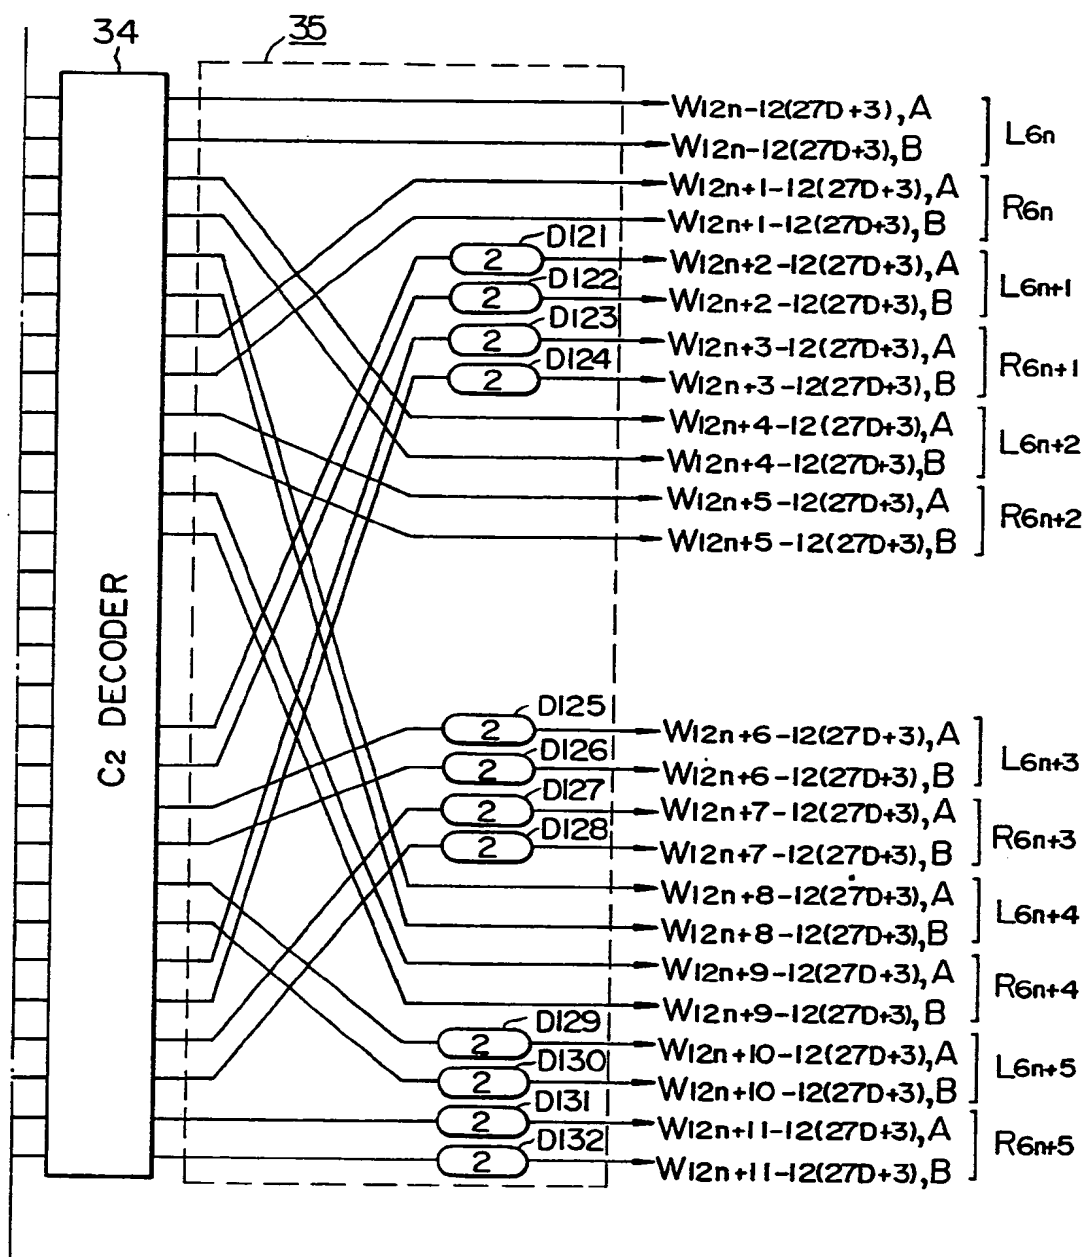 34
35
C2 DECODER
W12n-12(27D+3),A
W12n-12(27D+3),B
L6n
W12n+1-12(27D+3),A
W12n+1-12(27D+3),B
R6n
D121
2
W12n+2-12(27D+3),A
D122
2
W12n+2-12(27D+3),B
L6n+1
D123
2
W12n+3-12(27D+3),A
D124
2
W12n+3-12(27D+3),B
R6n+1
W12n+4-12(27D+3),A
W12n+4-12(27D+3),B
L6n+2
W12n+5-12(27D+3),A
W12n+5-12(27D+3),B
R6n+2
D125
2
W12n+6-12(27D+3),A
D126
2
W12n+6-12(27D+3),B
L6n+3
D127
2
W12n+7-12(27D+3),A
D128
2
W12n+7-12(27D+3),B
R6n+3
W12n+8-12(27D+3),A
W12n+8-12(27D+3),B
L6n+4
W12n+9-12(27D+3),A
W12n+9-12(27D+3),B
R6n+4
D129
2
W12n+10-12(27D+3),A
D130
2
W12n+10-12(27D+3),B
L6n+5
D131
2
W12n+11-12(27D+3),A
D132
2
W12n+11-12(27D+3),B
R6n+5